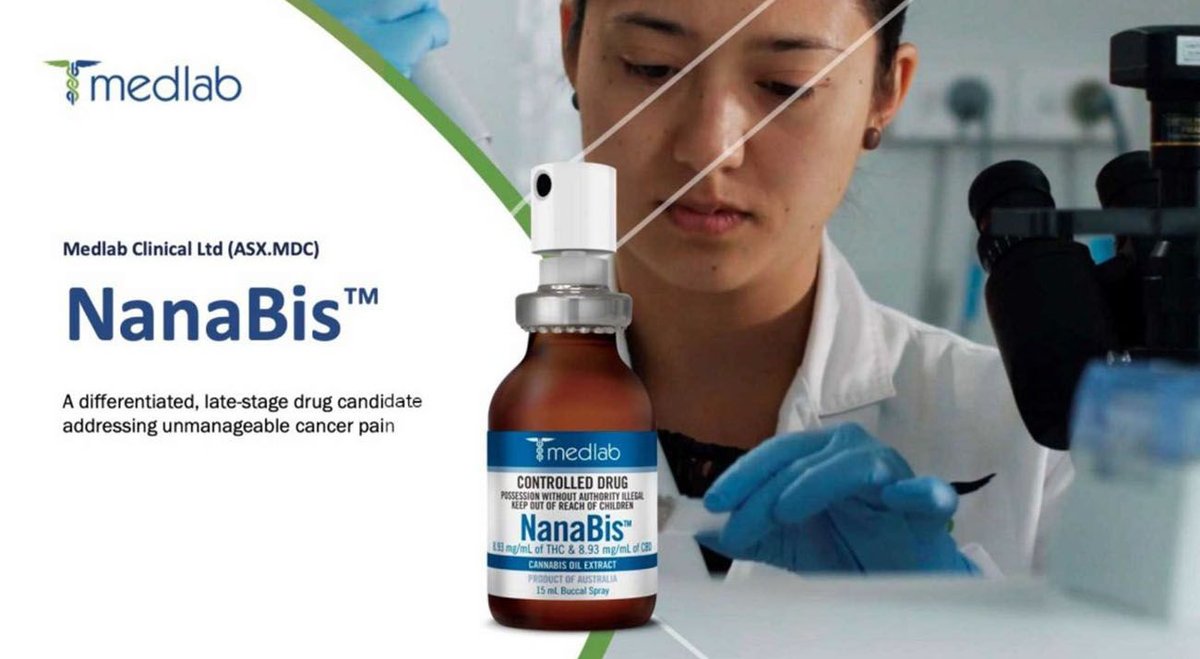 medlab
Medlab Clinical Ltd (ASX.MDC)
NanaBis™
A differentiated, late-stage drug candidate
addressing unmanageable cancer pain
medlab
CONTROLLED DRUG
POSSESSION WITHOUT AUTHORITY ILLEGAL
KEEP OUT OF REACH OF CHILDREN
NanaBis™
8.93 mg/mL of THC & 8.93 mg/mL of CBD
CANNABIS OIL EXTRACT
PRODUCT OF AUSTRALIA
15 mL Buccal Spray